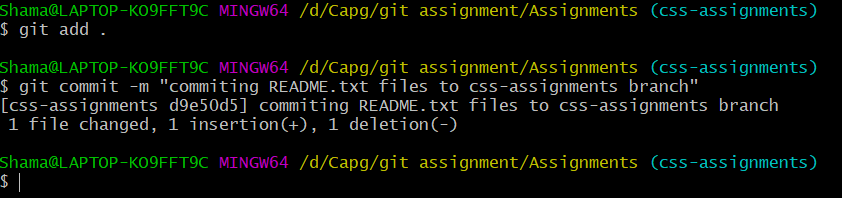 Shama@LAPTOP-KO9FFT9C MINGW64 /d/Capg/git assignment/Assignments (css-assignments)
$ git add .
Shama@LAPTOP-KO9FFT9C MINGW64 /d/Capg/git assignment/Assignments (css-assignments)
$ git commit -m "commiting README.txt files to css-assignments branch"
[css-assignments d9e50d5] commiting README.txt files to css-assignments branch
 1 file changed, 1 insertion(+), 1 deletion(-)
Shama@LAPTOP-KO9FFT9C MINGW64 /d/Capg/git assignment/Assignments (css-assignments)
$